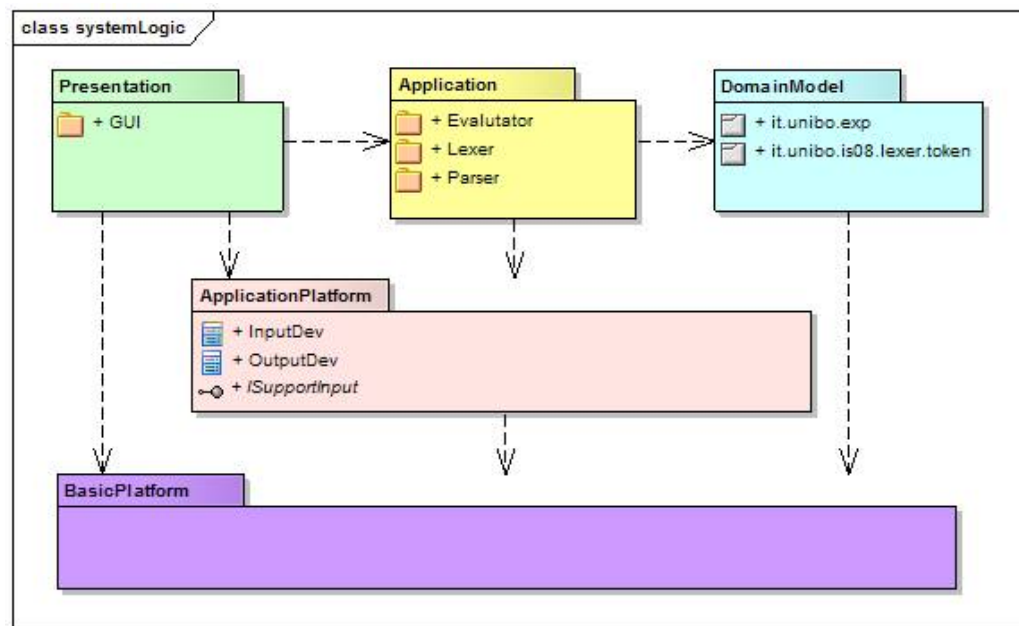 class systemLogic
Presentation
+ GUI
Application
+ Evalutator
+ Lexer
+ Parser
DomainModel
+ it.unibo.exp
+ it.unibo.is08.lexer.token
ApplicationPlatform
+ InputDev
+ OutputDev
+ ISupportInput
BasicPlatform